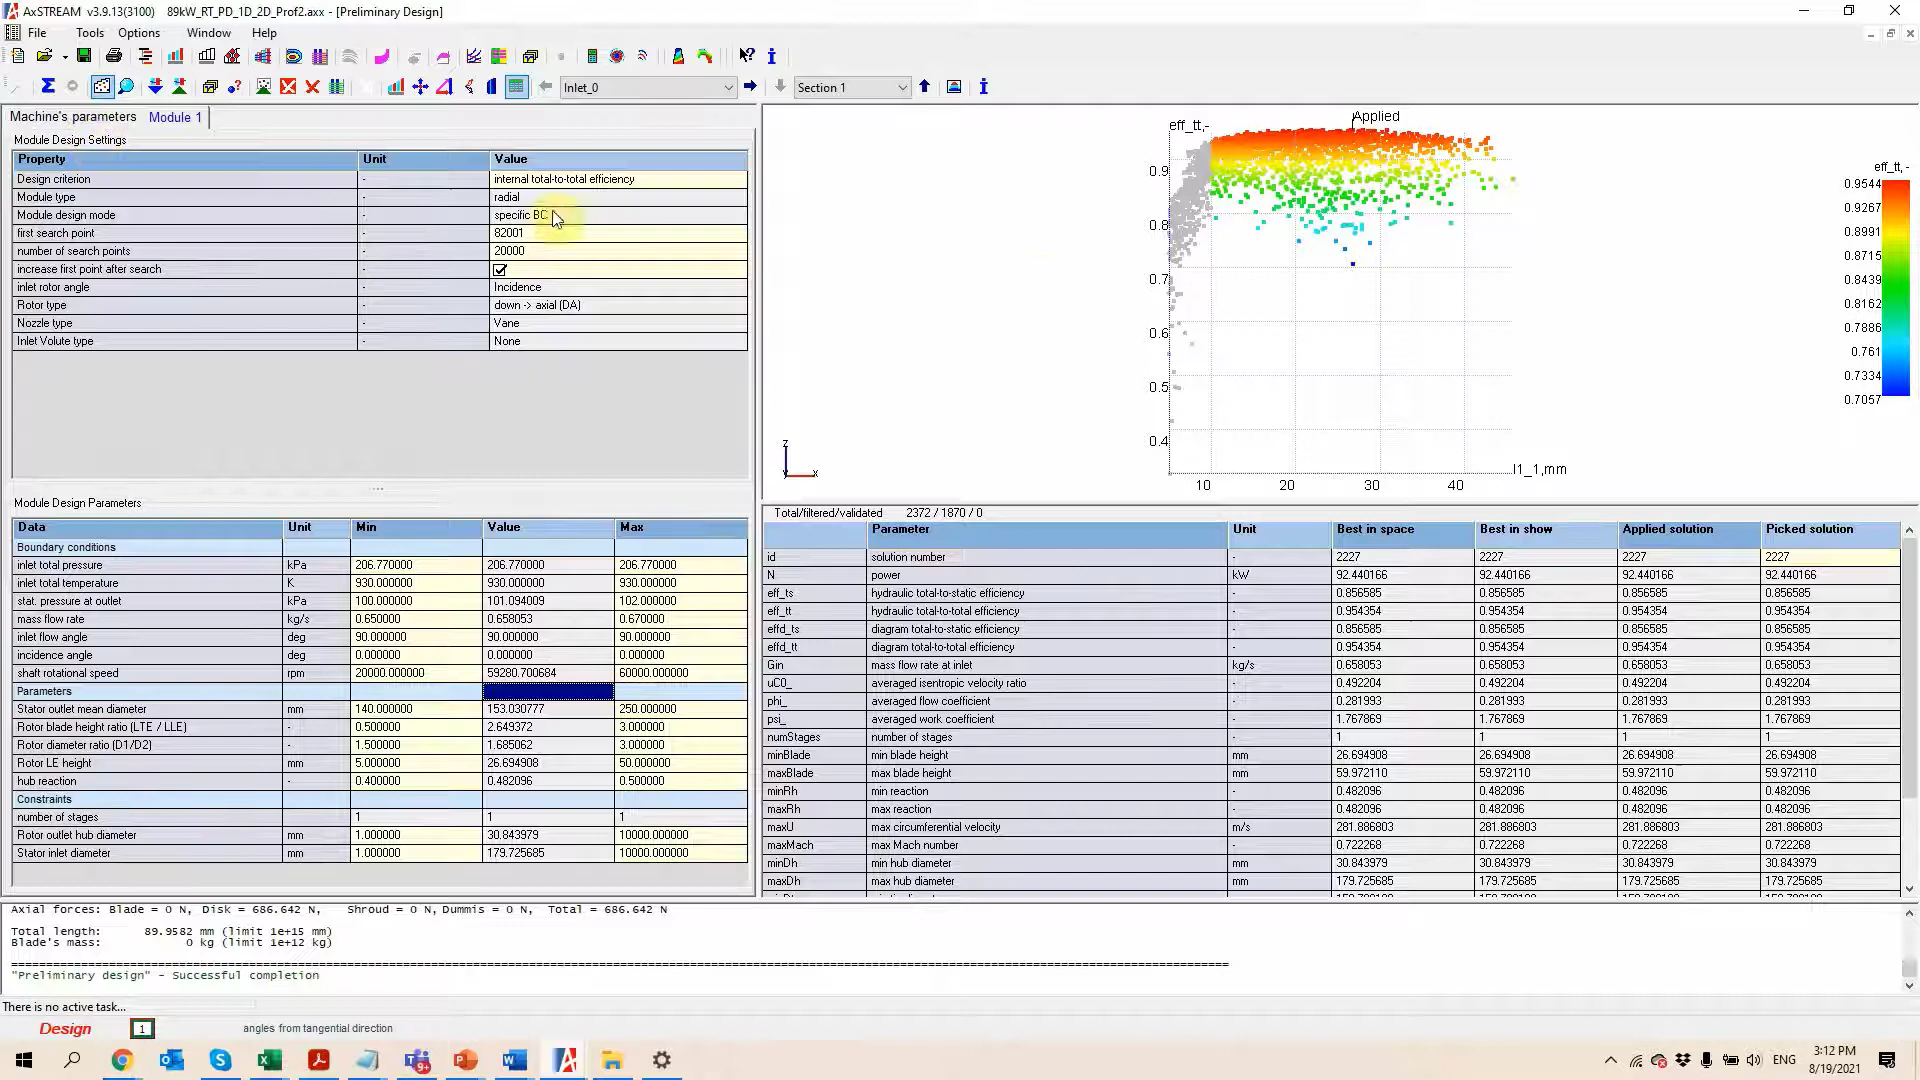 AxSTREAM v3.9.13(3100) 89kW_RT_PD_1D_2D_Prof2.axx - [Preliminary Design]
File Tools Options Window Help
Inlet_0 Section 1
Machine's parameters Module 1
Module Design Settings
Property Unit Value
Design criterion - internal total-to-total efficiency
Module type - radial
Module design mode - specific BC
first search point - 82001
number of search points - 20000
increase first point after search -
inlet rotor angle - Incidence
Rotor type - down -> axial (DA)
Nozzle type - Vane
Inlet Volute type - None
Module Design Parameters
Data Unit Min Value Max
Boundary conditions
inlet total pressure kPa 206.770000 206.770000 206.770000
inlet total temperature K 930.000000 930.000000 930.000000
stat. pressure at outlet kPa 100.000000 101.094009 102.000000
mass flow rate kg/s 0.650000 0.658053 0.670000
inlet flow angle deg 90.000000 90.000000 90.000000
incidence angle deg 0.000000 0.000000 0.000000
shaft rotational speed rpm 20000.000000 59280.700684 60000.000000
Parameters
Stator outlet mean diameter mm 140.000000 153.030777 250.000000
Rotor blade height ratio (LTE / LLE) - 0.500000 2.649372 3.000000
Rotor diameter ratio (D1/D2) - 1.500000 1.685062 3.000000
Rotor LE height mm 5.000000 26.694908 50.000000
hub reaction - 0.400000 0.482096 0.500000
Constraints
number of stages 1 1 1
Rotor outlet hub diameter mm 1.000000 30.843979 10000.000000
Stator inlet diameter mm 1.000000 179.725685 10000.000000
eff_tt,- Applied
0.9
0.8
0.7
0.6
0.5
0.4
10 20 30 40
l1_1,mm
z
x
eff_tt,-
0.9544
0.9267
0.8991
0.8715
0.8439
0.8162
0.7886
0.761
0.7334
0.7057
Total/filtered/validated 2372 / 1870 / 0
Parameter Unit Best in space Best in show Applied solution Picked solution
id solution number - 2227 2227 2227 2227
N power kW 92.440166 92.440166 92.440166 92.440166
eff_ts hydraulic total-to-static efficiency - 0.856585 0.856585 0.856585 0.856585
eff_tt hydraulic total-to-total efficiency - 0.954354 0.954354 0.954354 0.954354
effd_ts diagram total-to-static efficiency - 0.856585 0.856585 0.856585 0.856585
effd_tt diagram total-to-total efficiency - 0.954354 0.954354 0.954354 0.954354
Gin mass flow rate at inlet kg/s 0.658053 0.658053 0.658053 0.658053
uC0_ averaged isentropic velocity ratio - 0.492204 0.492204 0.492204 0.492204
phi_ averaged flow coefficient - 0.281993 0.281993 0.281993 0.281993
psi_ averaged work coefficient - 1.767869 1.767869 1.767869 1.767869
numStages number of stages - 1 1 1 1
minBlade min blade height mm 26.694908 26.694908 26.694908 26.694908
maxBlade max blade height mm 59.972110 59.972110 59.972110 59.972110
minRh min reaction - 0.482096 0.482096 0.482096 0.482096
maxRh max reaction - 0.482096 0.482096 0.482096 0.482096
maxU max circumferential velocity m/s 281.886803 281.886803 281.886803 281.886803
maxMach max Mach number - 0.722268 0.722268 0.722268 0.722268
minDh min hub diameter mm 30.843979 30.843979 30.843979 30.843979
maxDh max hub diameter mm 179.725685 179.725685 179.725685 179.725685
Axial forces: Blade = 0 N, Disk = 686.642 N, Shroud = 0 N, Dummis = 0 N, Total = 686.642 N
Total length: 89.9582 mm (limit 1e+15 mm)
Blade's mass: 0 kg (limit 1e+12 kg)
"Preliminary design" - Successful completion
There is no active task...
Design 1 angles from tangential direction
ENG 3:12 PM
8/19/2021